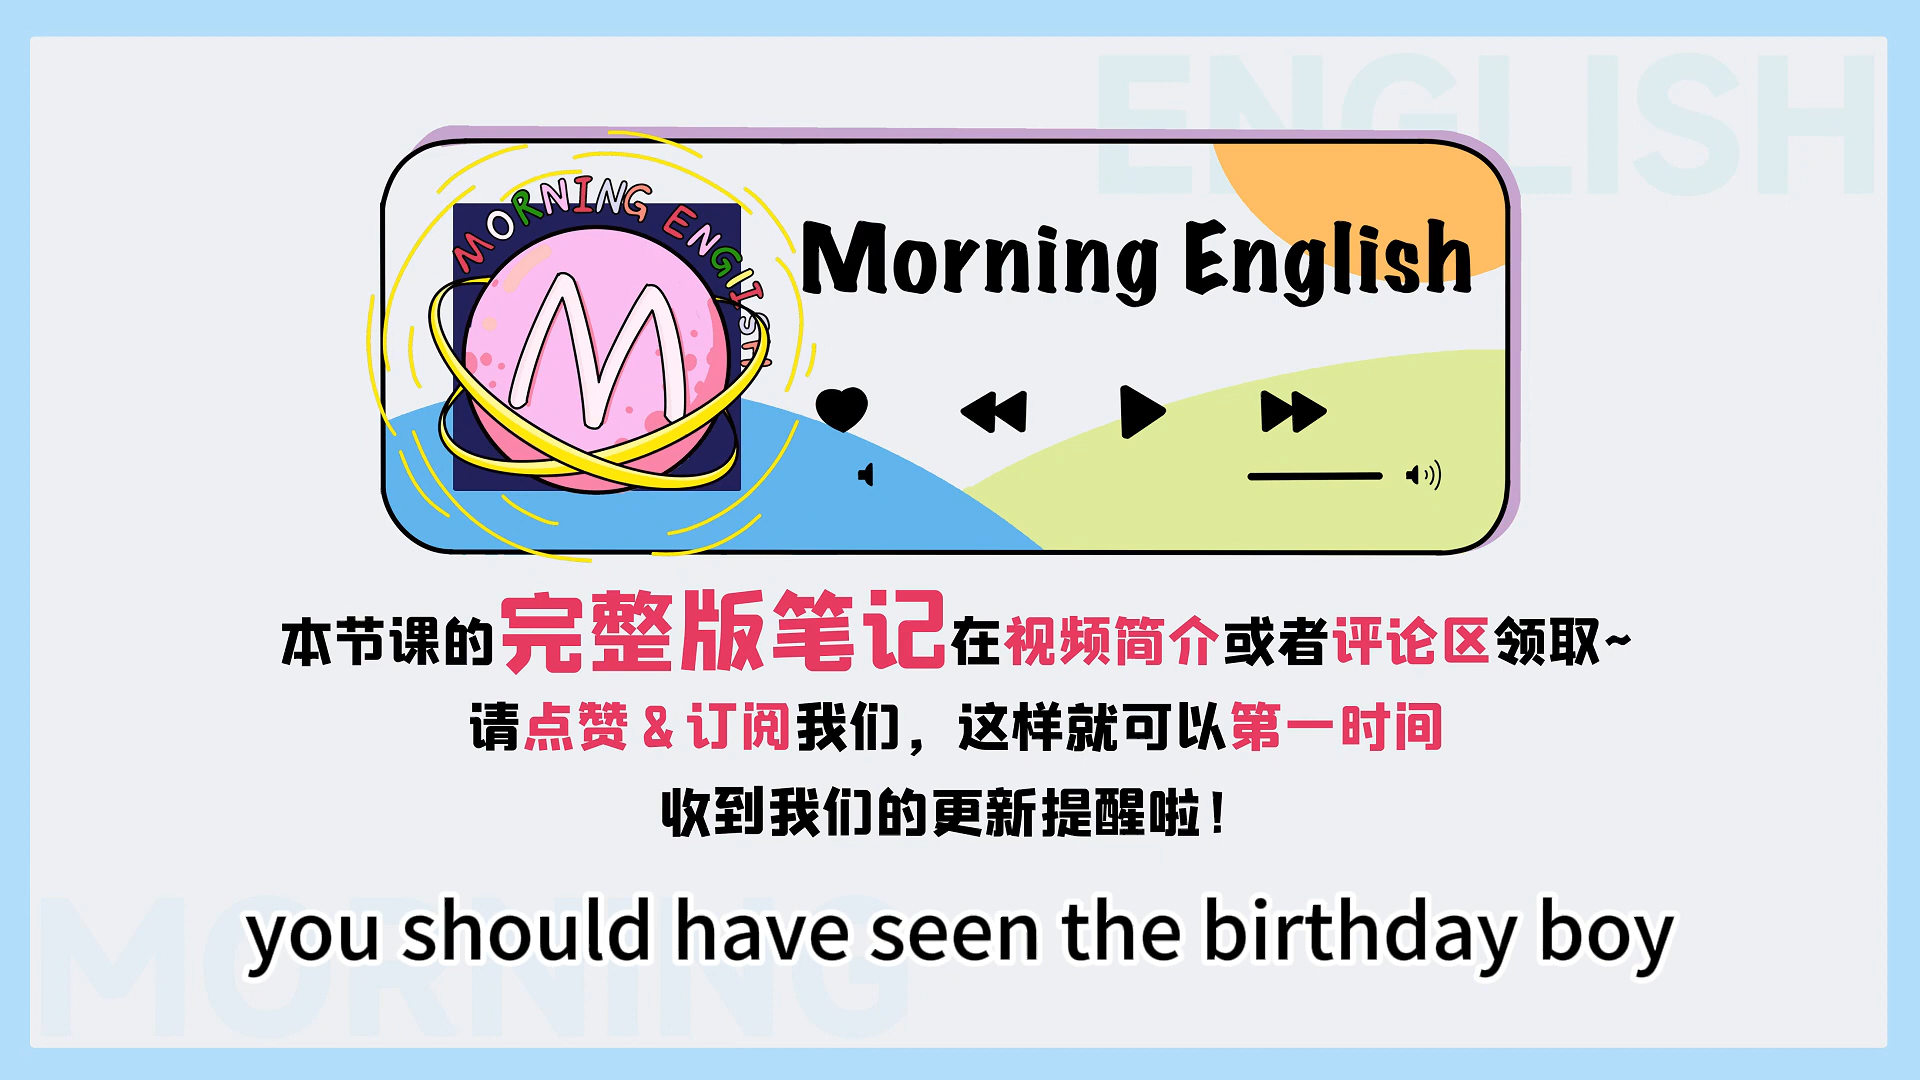 ENGLISH
MORNING ENGLISH
M
Morning English
本节课的完整版笔记在视频简介或者评论区领取~
请点赞&订阅我们，这样就可以第一时间
收到我们的更新提醒啦！
MORNING
you should have seen the birthday boy